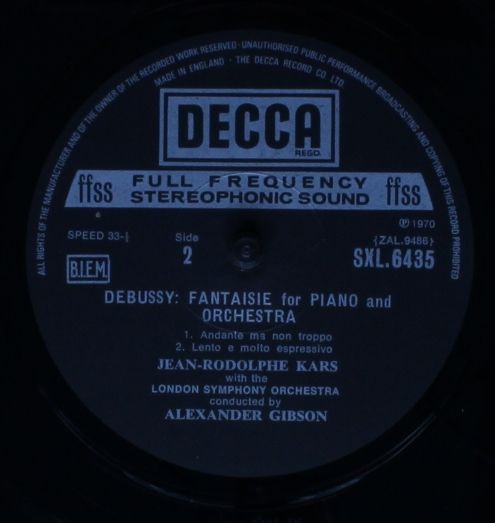 ALL RIGHTS OF THE MANUFACTURER AND OF THE OWNER OF THE RECORDED WORK RESERVED · UNAUTHORISED PUBLIC PERFORMANCE BROADCASTING AND COPYING OF THIS RECORD PROHIBITED
MADE IN ENGLAND · THE DECCA RECORD CO LTD.
DECCA
REGD.
ffss FULL FREQUENCY STEREOPHONIC SOUND ffss
SPEED 33-⅓
Side
2
℗ 1970
{ZAL.9486}
SXL.6435
B.I.E.M.
DEBUSSY: FANTAISIE for PIANO and
ORCHESTRA
1. Andante ma non troppo
2. Lento e molto espressivo
JEAN-RODOLPHE KARS
with the
LONDON SYMPHONY ORCHESTRA
conducted by
ALEXANDER GIBSON